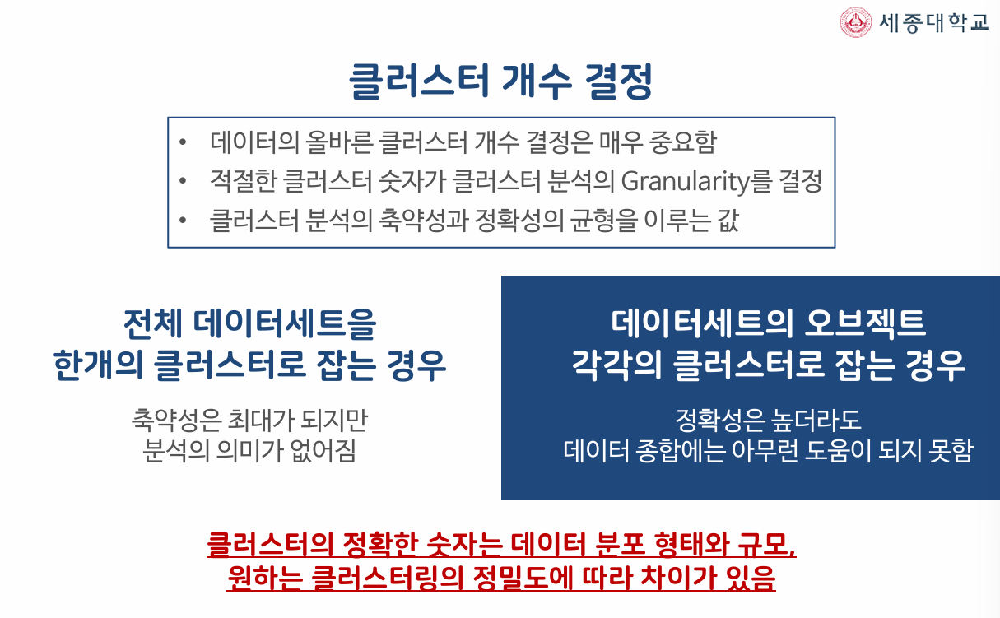 세종대학교
클러스터 개수 결정
• 데이터의 올바른 클러스터 개수 결정은 매우 중요함
• 적절한 클러스터 숫자가 클러스터 분석의 Granularity를 결정
• 클러스터 분석의 축약성과 정확성의 균형을 이루는 값
전체 데이터세트을
한개의 클러스터로 잡는 경우
축약성은 최대가 되지만
분석의 의미가 없어짐
데이터세트의 오브젝트
각각의 클러스터로 잡는 경우
정확성은 높더라도
데이터 종합에는 아무런 도움이 되지 못함
클러스터의 정확한 숫자는 데이터 분포 형태와 규모,
원하는 클러스터링의 정밀도에 따라 차이가 있음